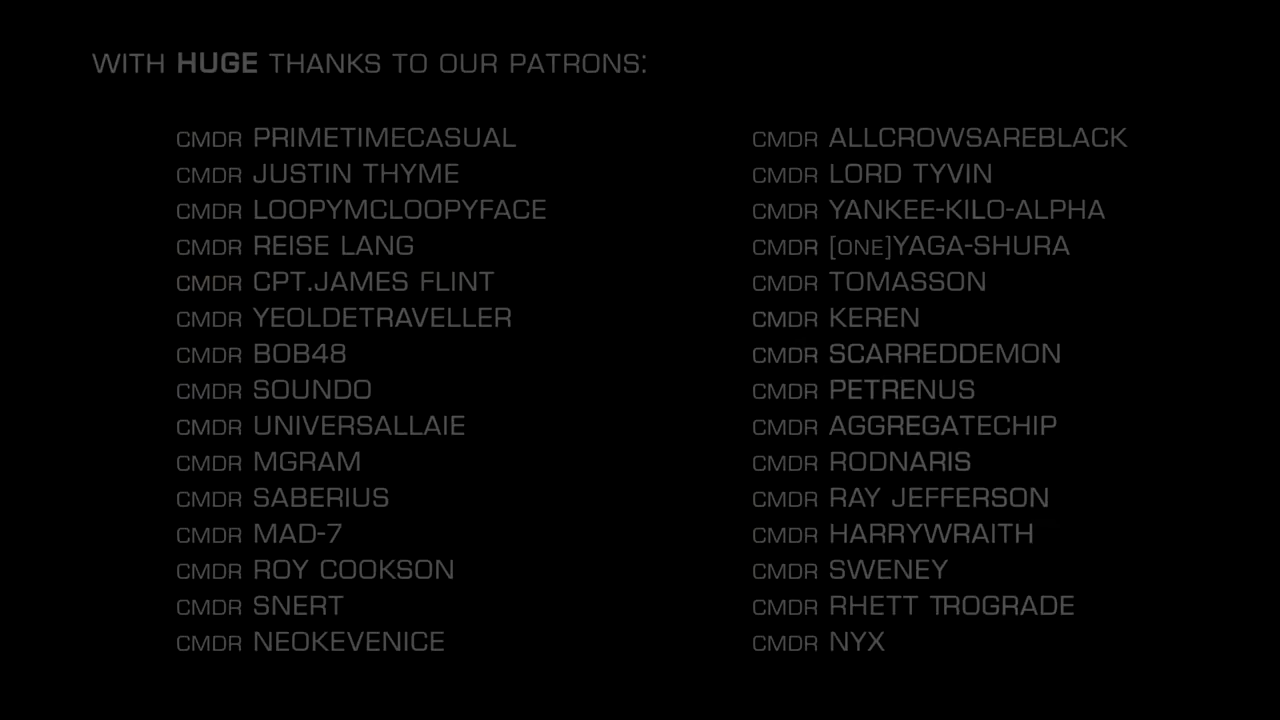 WITH HUGE THANKS TO OUR PATRONS:
CMDR PRIMETIMECASUAL
CMDR JUSTIN THYME
CMDR LOOPYMCLOOPYFACE
CMDR REISE LANG
CMDR CPT.JAMES FLINT
CMDR YEOLDETRAVELLER
CMDR BOB48
CMDR SOUNDO
CMDR UNIVERSALLAIE
CMDR MGRAM
CMDR SABERIUS
CMDR MAD-7
CMDR ROY COOKSON
CMDR SNERT
CMDR NEOKEVENICE
CMDR ALLCROWSAREBLACK
CMDR LORD TYVIN
CMDR YANKEE-KILO-ALPHA
CMDR [ONE]YAGA-SHURA
CMDR TOMASSON
CMDR KEREN
CMDR SCARREDDEMON
CMDR PETRENUS
CMDR AGGREGATECHIP
CMDR RODNARIS
CMDR RAY JEFFERSON
CMDR HARRYWRAITH
CMDR SWENEY
CMDR RHETT TROGRADE
CMDR NYX